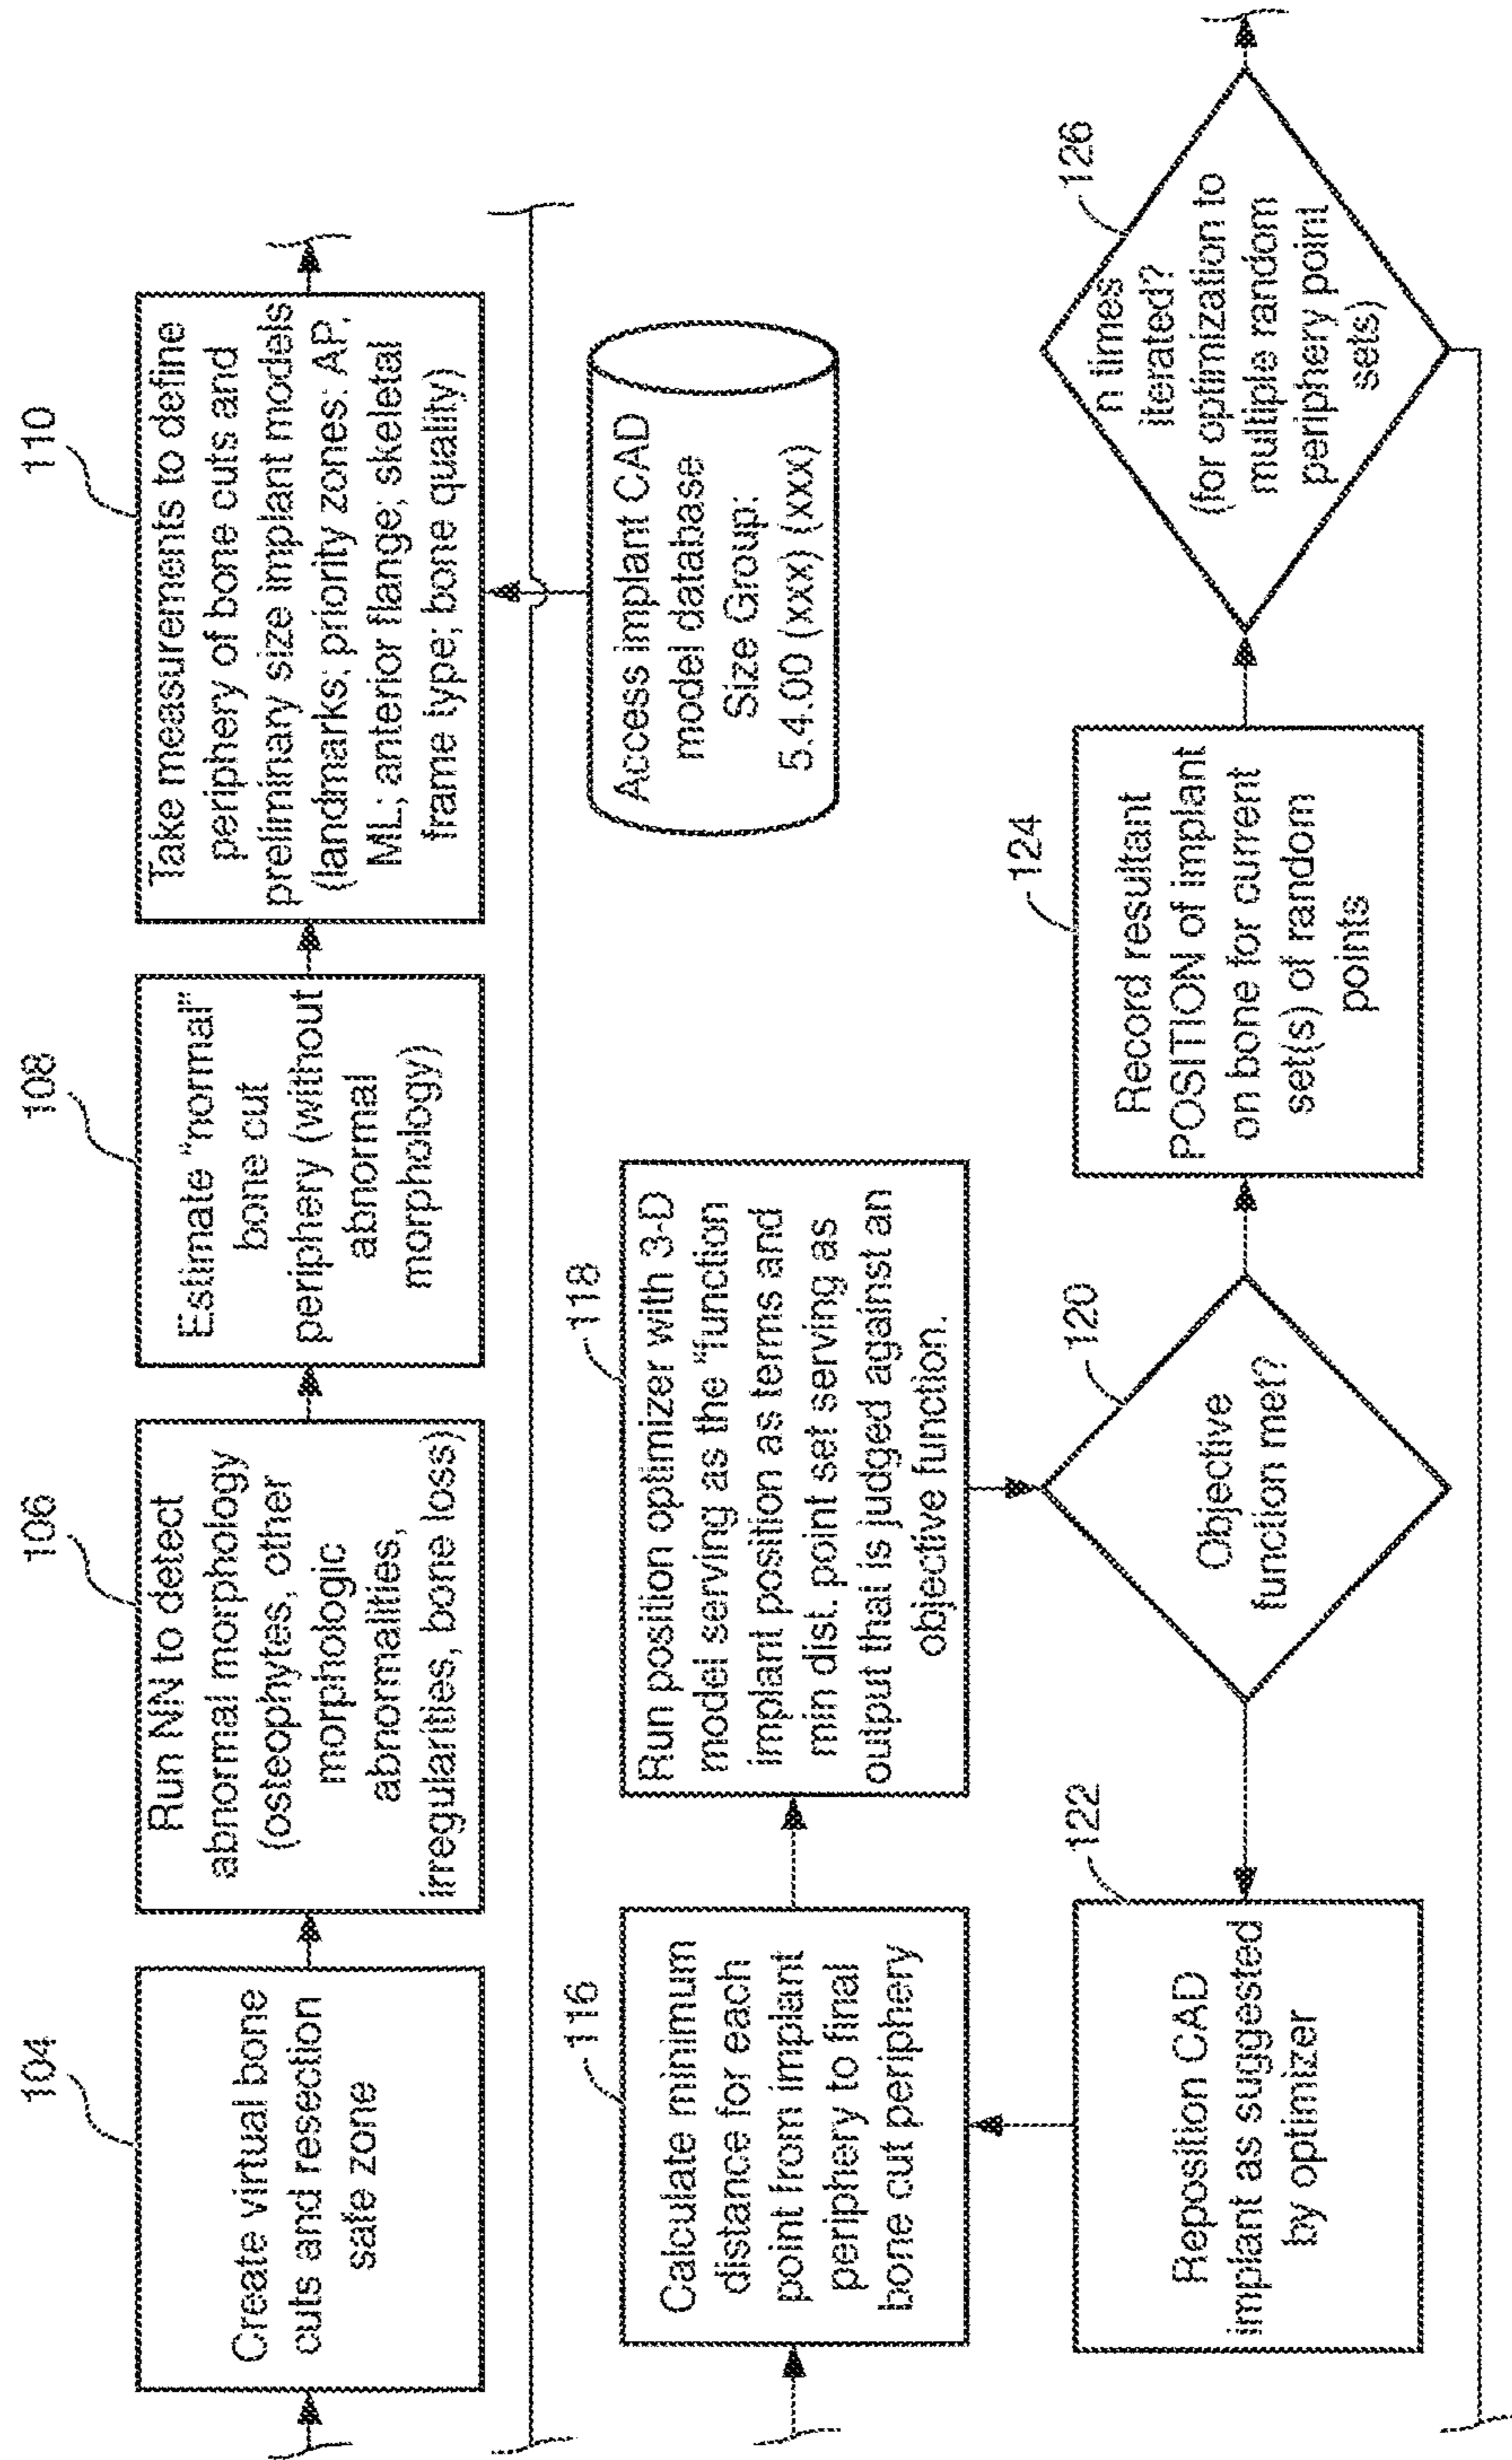 104
Create virtual bone
cuts and resection
safe zone
106
Run NN to detect
abnormal morphology
(osteophytes, other
morphologic
abnormalities,
irregularities, bone loss)
108
Estimate "normal"
bone cut
periphery (without
abnormal
morphology)
110
Take measurements to define
periphery of bone cuts and
preliminary size implant models
(landmarks; priority zones: AP,
ML; anterior flange; skeletal
frame type; bone quality)
Access implant CAD
model database
Size Group:
5.4.00 (xxx) (xxx)
116
Calculate minimum
distance for each
point from implant
periphery to final
bone cut periphery
118
Run position optimizer with 3-D
model serving as the "function
implant position as terms and
min dist. point set serving as
output that is judged against an
objective function.
122
Reposition CAD
implant as suggested
by optimizer
120
Objective
function met?
124
Record resultant
POSITION of implant
on bone for current
set(s) of random
points
126
n times
iterated?
(for optimization to
multiple random
periphery point
sets)